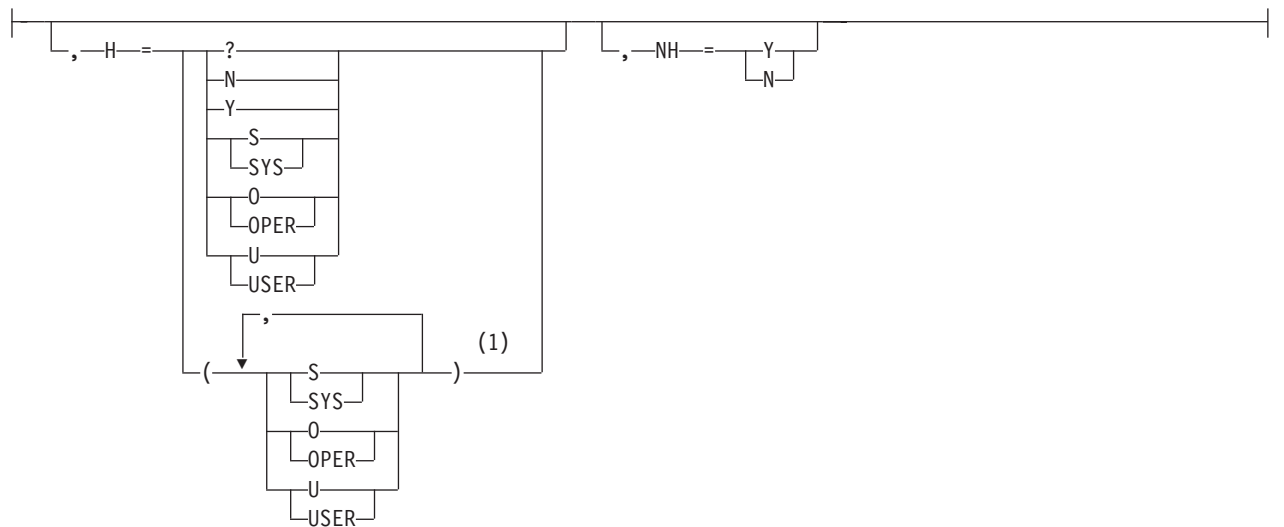 , H = ? , NH = Y
N N
Y
S
SYS
O
OPER
U
USER
,
(1)
( S )
SYS
O
OPER
U
USER